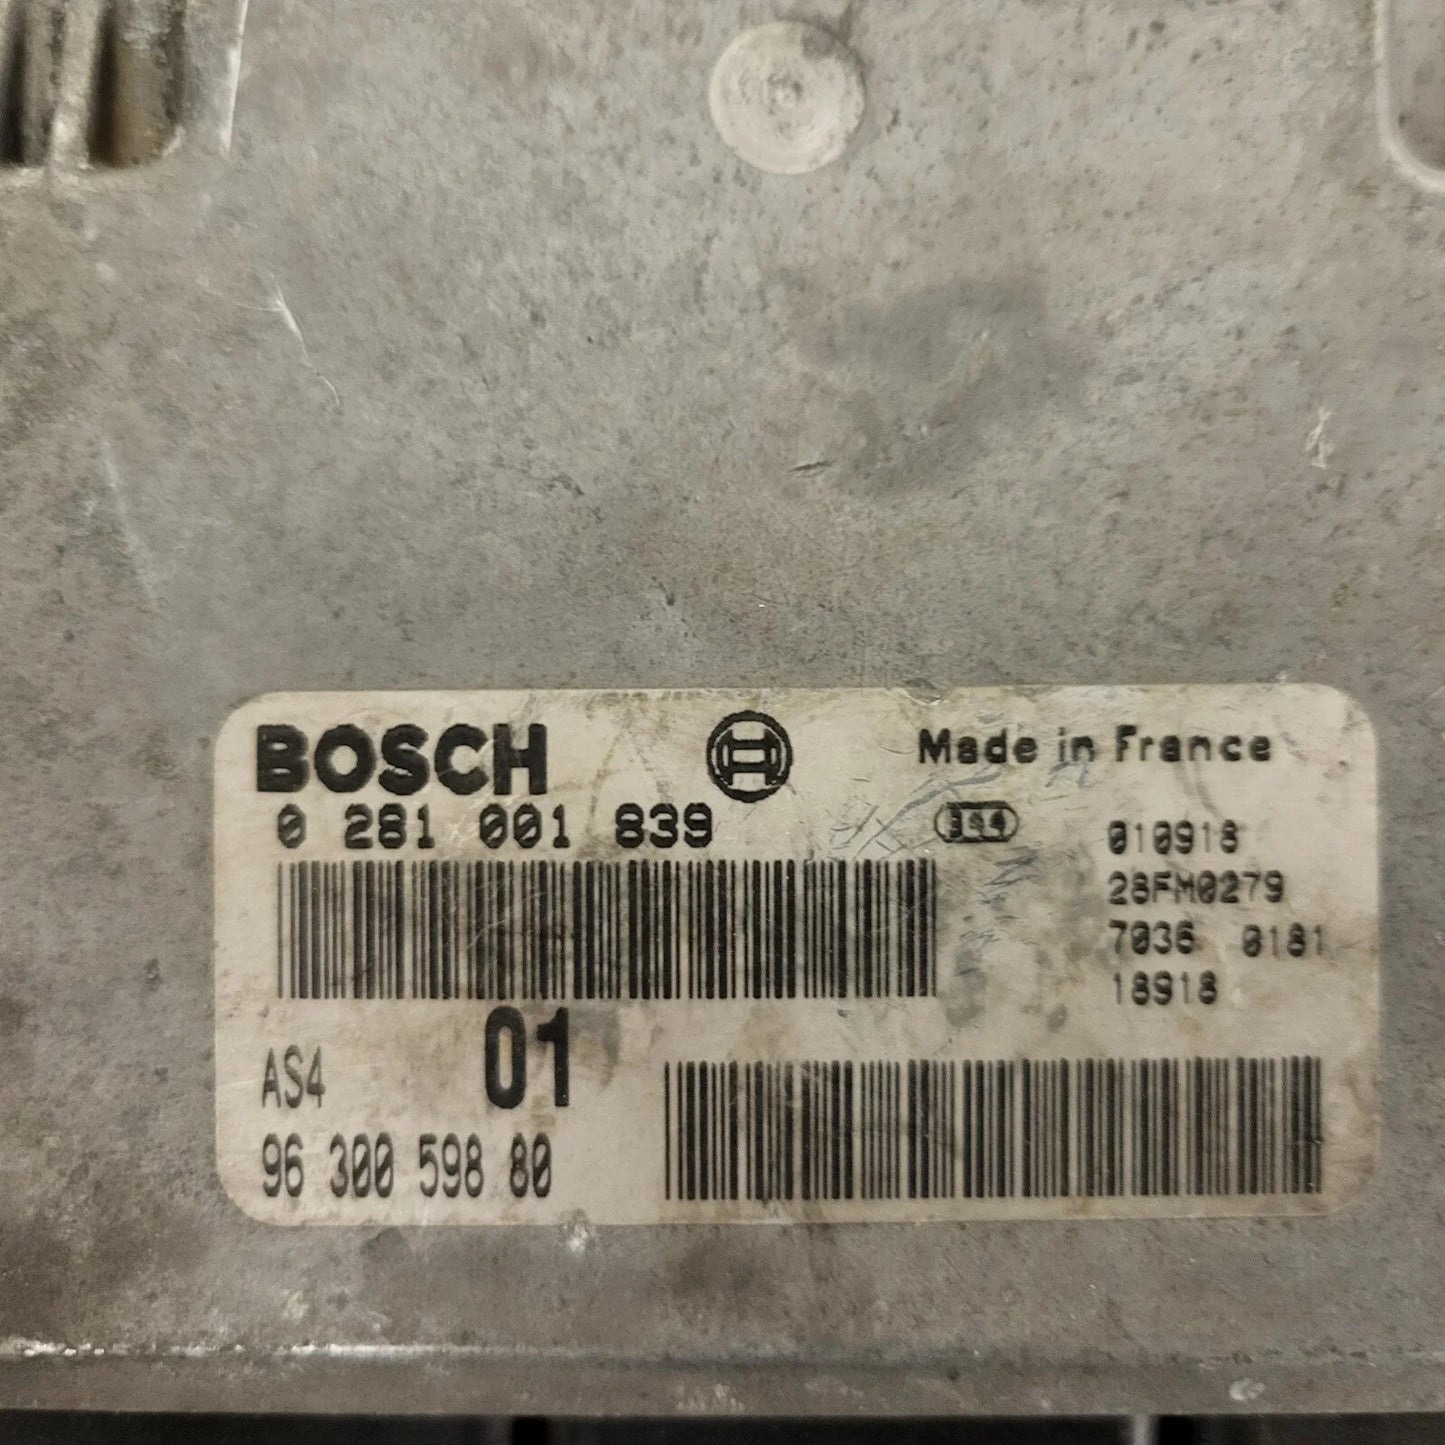 BOSCH
Made in France
0 281 001 839
344
010918
28FM0279
7036 0181
18918
AS4 01
96 300 598 80